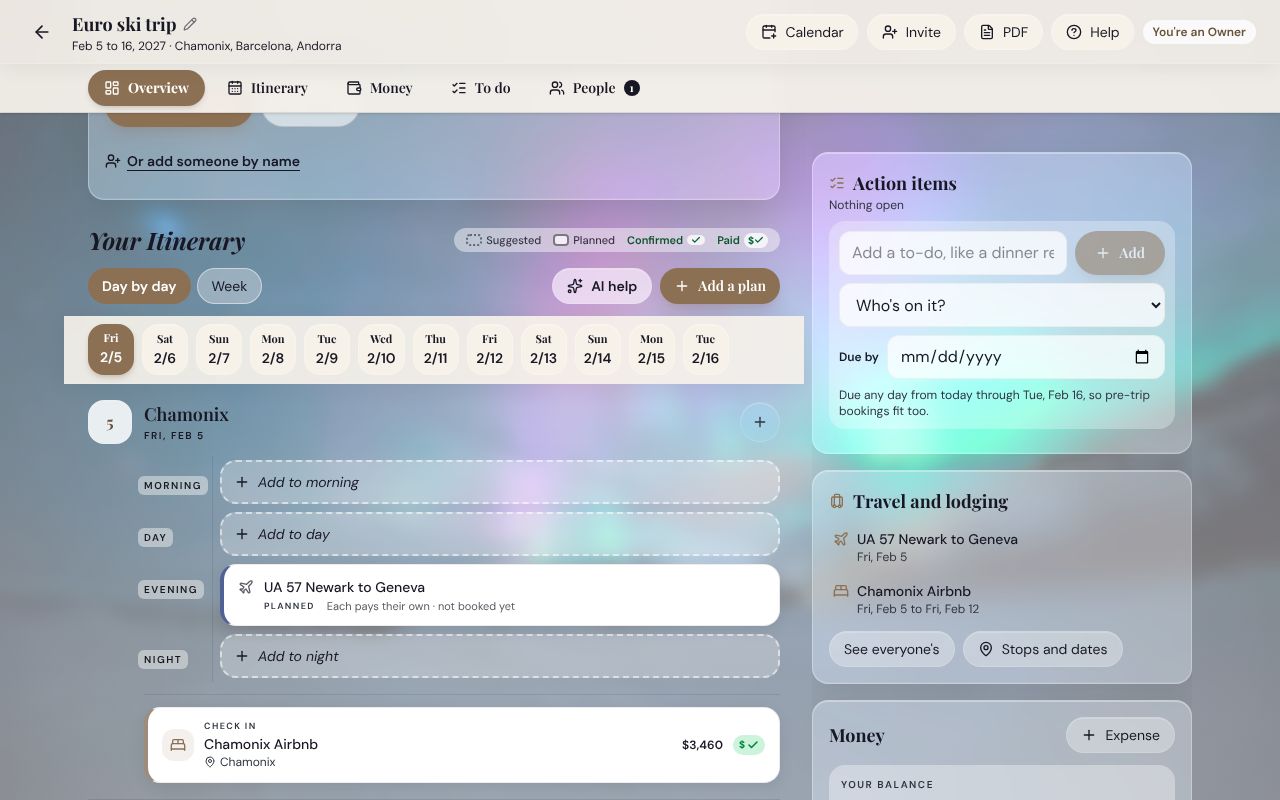 Euro ski trip
Feb 5 to 16, 2027 · Chamonix, Barcelona, Andorra
Calendar
Invite
PDF
Help
You're an Owner
Overview
Itinerary
Money
To do
People 1
Or add someone by name
Your Itinerary
Suggested
Planned
Confirmed
Paid $
Day by day
Week
AI help
Add a plan
Fri 2/5
Sat 2/6
Sun 2/7
Mon 2/8
Tue 2/9
Wed 2/10
Thu 2/11
Fri 2/12
Sat 2/13
Sun 2/14
Mon 2/15
Tue 2/16
5
Chamonix
FRI, FEB 5
MORNING
Add to morning
DAY
Add to day
EVENING
UA 57 Newark to Geneva
PLANNED Each pays their own · not booked yet
NIGHT
Add to night
CHECK IN
Chamonix Airbnb
Chamonix
$3,460 $
Action items
Nothing open
Add a to-do, like a dinner re
Add
Who's on it?
Due by mm/dd/yyyy
Due any day from today through Tue, Feb 16, so pre-trip
bookings fit too.
Travel and lodging
UA 57 Newark to Geneva
Fri, Feb 5
Chamonix Airbnb
Fri, Feb 5 to Fri, Feb 12
See everyone's
Stops and dates
Money
Expense
YOUR BALANCE